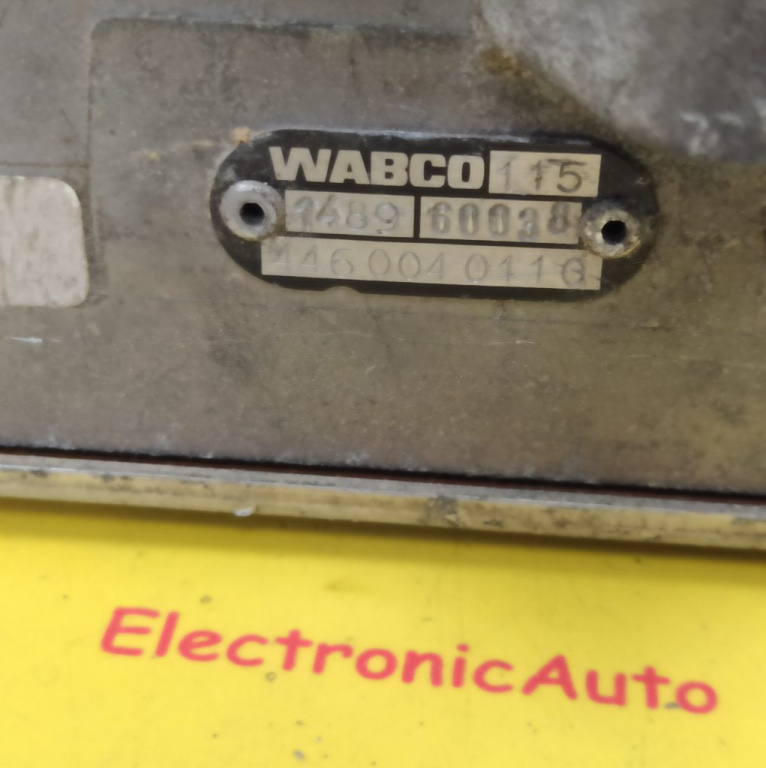 WABCO 115
1489 60038
446 004 011 0
ElectronicAuto